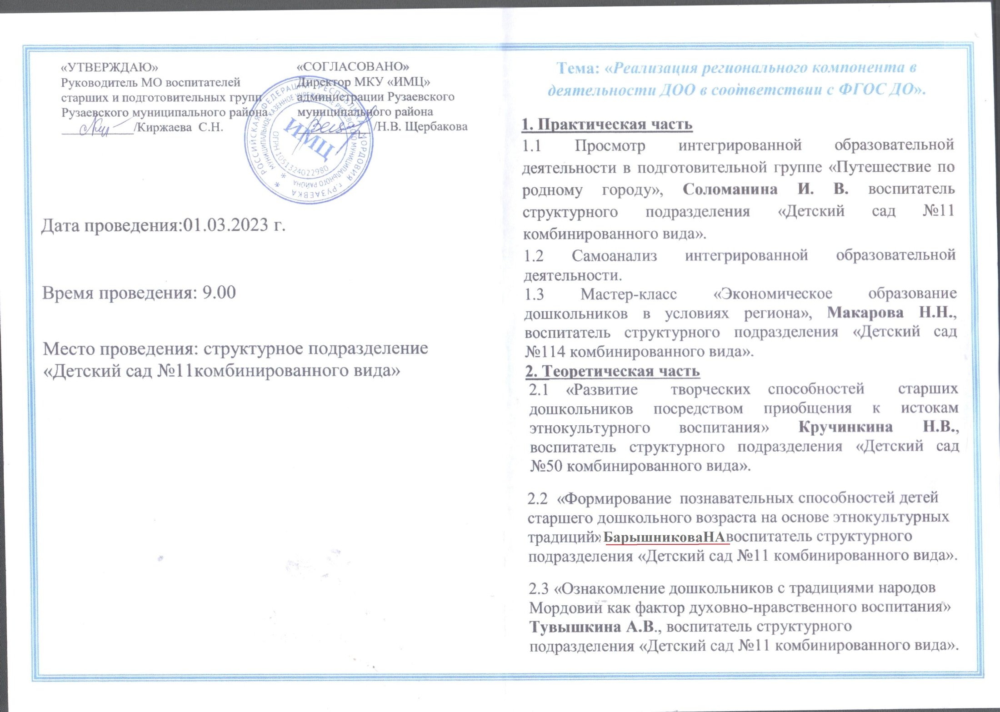 «УТВЕРЖДАЮ»
Руководитель МО воспитателей
старших и подготовительных групп
Рузаевского муниципального района
/Киржаева С.Н.
«СОГЛАСОВАНО»
Директор МКУ «ИМЦ»
администрации Рузаевского
муниципального района
/Н.В. Щербакова
РОССИЙСКАЯ ФЕДЕРАЦИЯ РЕСПУБЛИКА МОРДОВИЯ г. РУЗАЕВКА
МУНИЦИПАЛЬНОЕ КАЗЕННОЕ УЧРЕЖДЕНИЕ РУЗАЕВСКОГО МУНИЦИПАЛЬНОГО РАЙОНА
ОГРН 1051324022980
ИМЦ
Дата проведения:01.03.2023 г.
Время проведения: 9.00
Место проведения: структурное подразделение
«Детский сад №11комбинированного вида»
Тема: «Реализация регионального компонента в
деятельности ДОО в соответствии с ФГОС ДО».
1. Практическая часть
1.1 Просмотр интегрированной образовательной
деятельности в подготовительной группе «Путешествие по
родному городу», Соломанина И. В. воспитатель
структурного подразделения «Детский сад №11
комбинированного вида».
1.2 Самоанализ интегрированной образовательной
деятельности.
1.3 Мастер-класс «Экономическое образование
дошкольников в условиях региона», Макарова Н.Н.,
воспитатель структурного подразделения «Детский сад
№114 комбинированного вида».
2. Теоретическая часть
2.1 «Развитие творческих способностей старших
дошкольников посредством приобщения к истокам
этнокультурного воспитания» Кручинкина Н.В.,
воспитатель структурного подразделения «Детский сад
№50 комбинированного вида».
2.2 «Формирование познавательных способностей детей
старшего дошкольного возраста на основе этнокультурных
традиций» БарышниковаНАвоспитатель структурного
подразделения «Детский сад №11 комбинированного вида».
2.3 «Ознакомление дошкольников с традициями народов
Мордовии как фактор духовно-нравственного воспитания»
Тувышкина А.В., воспитатель структурного
подразделения «Детский сад №11 комбинированного вида».